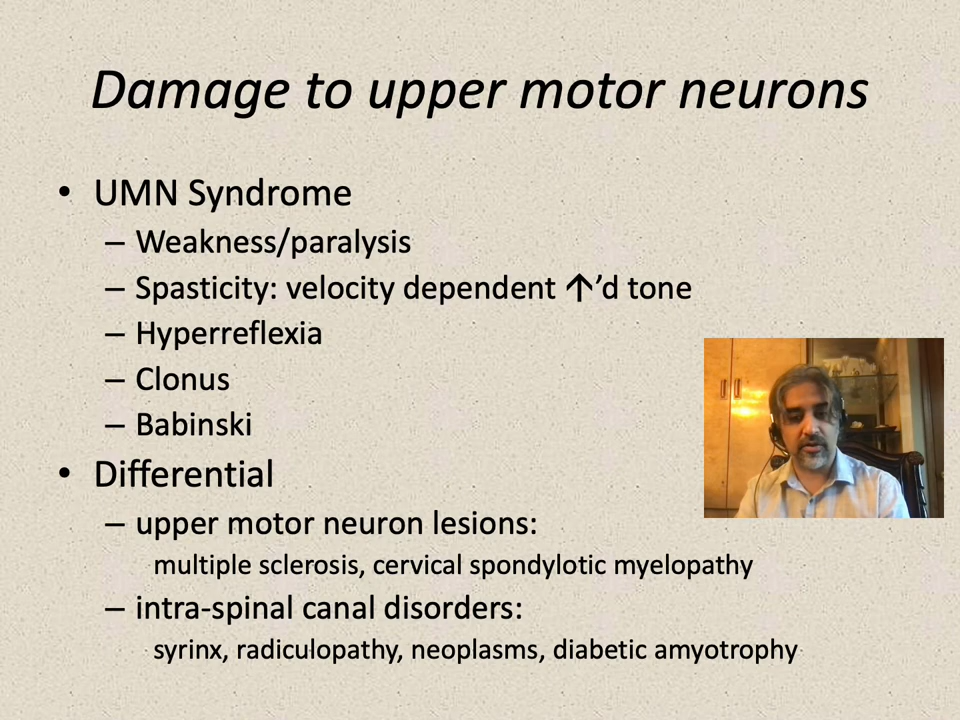 Damage to upper motor neurons
• UMN Syndrome
– Weakness/paralysis
– Spasticity: velocity dependent ↑’d tone
– Hyperreflexia
– Clonus
– Babinski
• Differential
– upper motor neuron lesions:
multiple sclerosis, cervical spondylotic myelopathy
– intra-spinal canal disorders:
syrinx, radiculopathy, neoplasms, diabetic amyotrophy